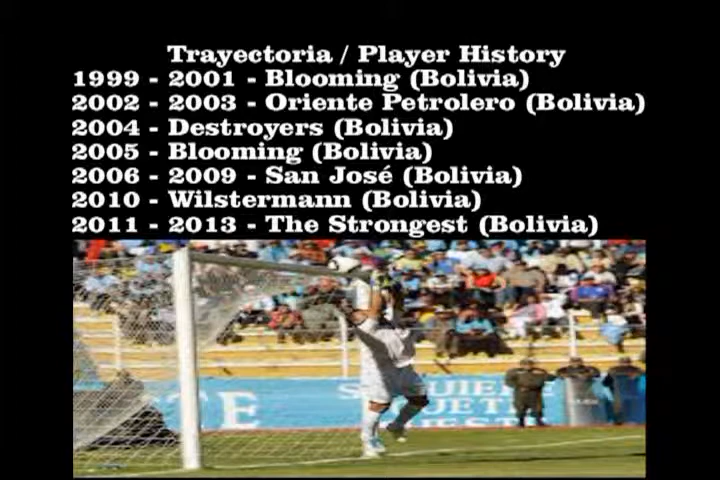 Trayectoria / Player History
1999 - 2001 - Blooming (Bolivia)
2002 - 2003 - Oriente Petrolero (Bolivia)
2004 - Destroyers (Bolivia)
2005 - Blooming (Bolivia)
2006 - 2009 - San José (Bolivia)
2010 - Wilstermann (Bolivia)
2011 - 2013 - The Strongest (Bolivia)